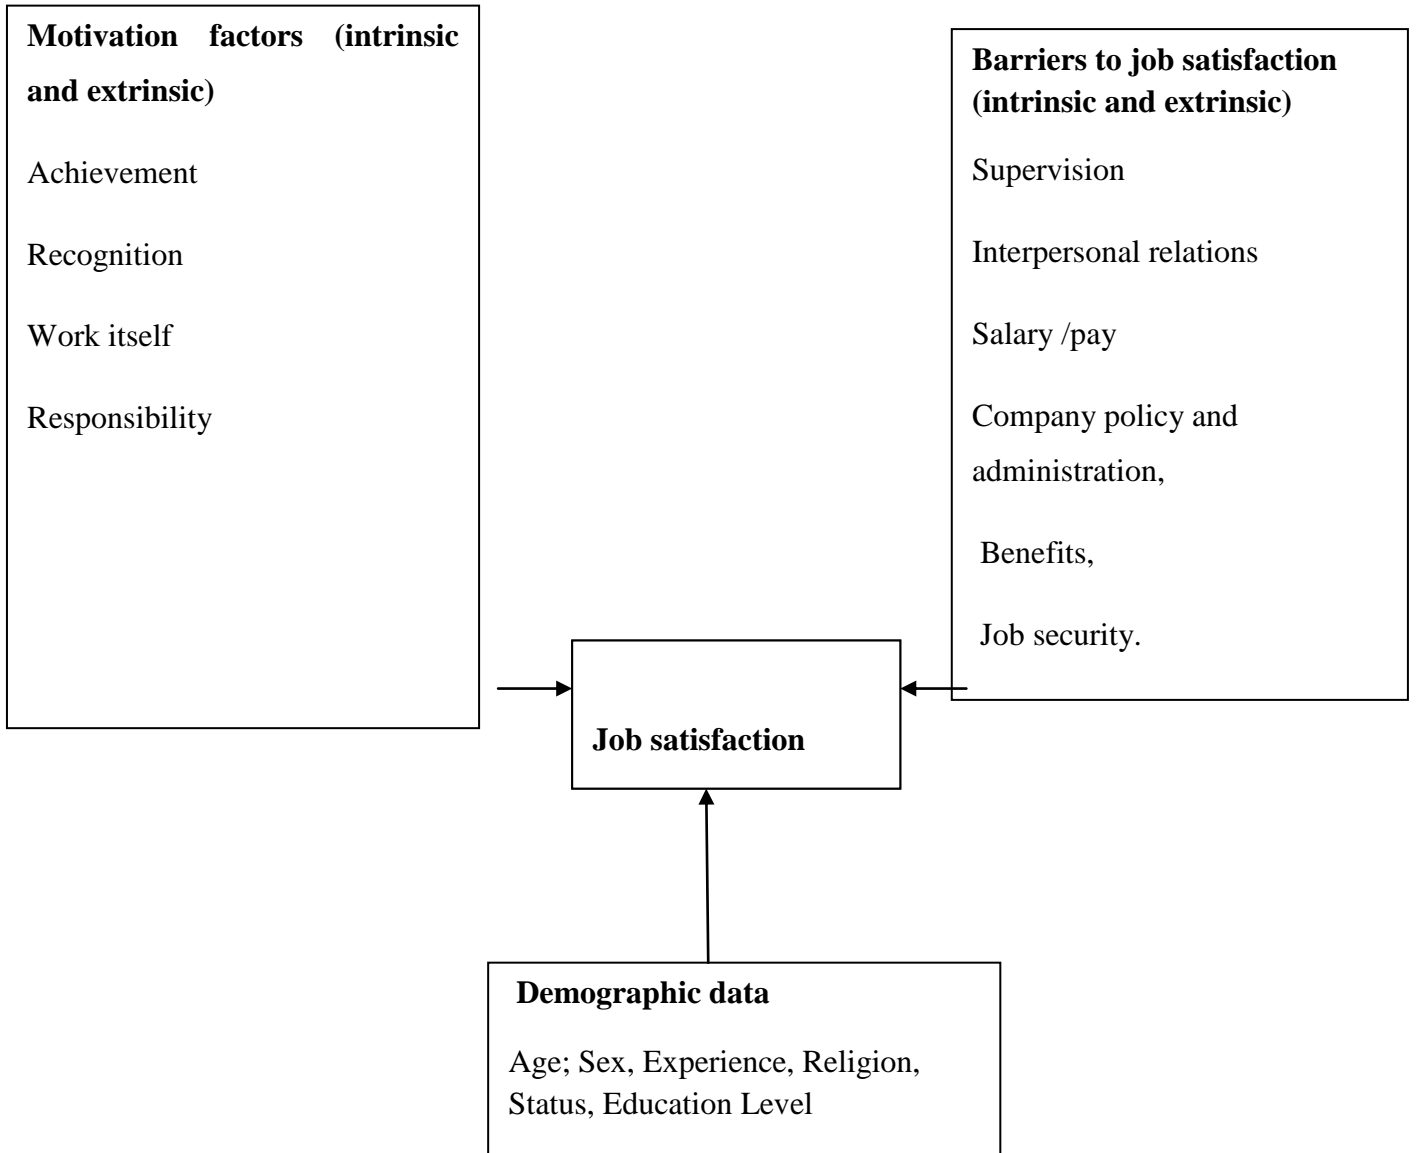 Motivation factors (intrinsic
and extrinsic)
Achievement
Recognition
Work itself
Responsibility
Barriers to job satisfaction
(intrinsic and extrinsic)
Supervision
Interpersonal relations
Salary /pay
Company policy and
administration,
Benefits,
Job security.
Job satisfaction
Demographic data
Age; Sex, Experience, Religion,
Status, Education Level